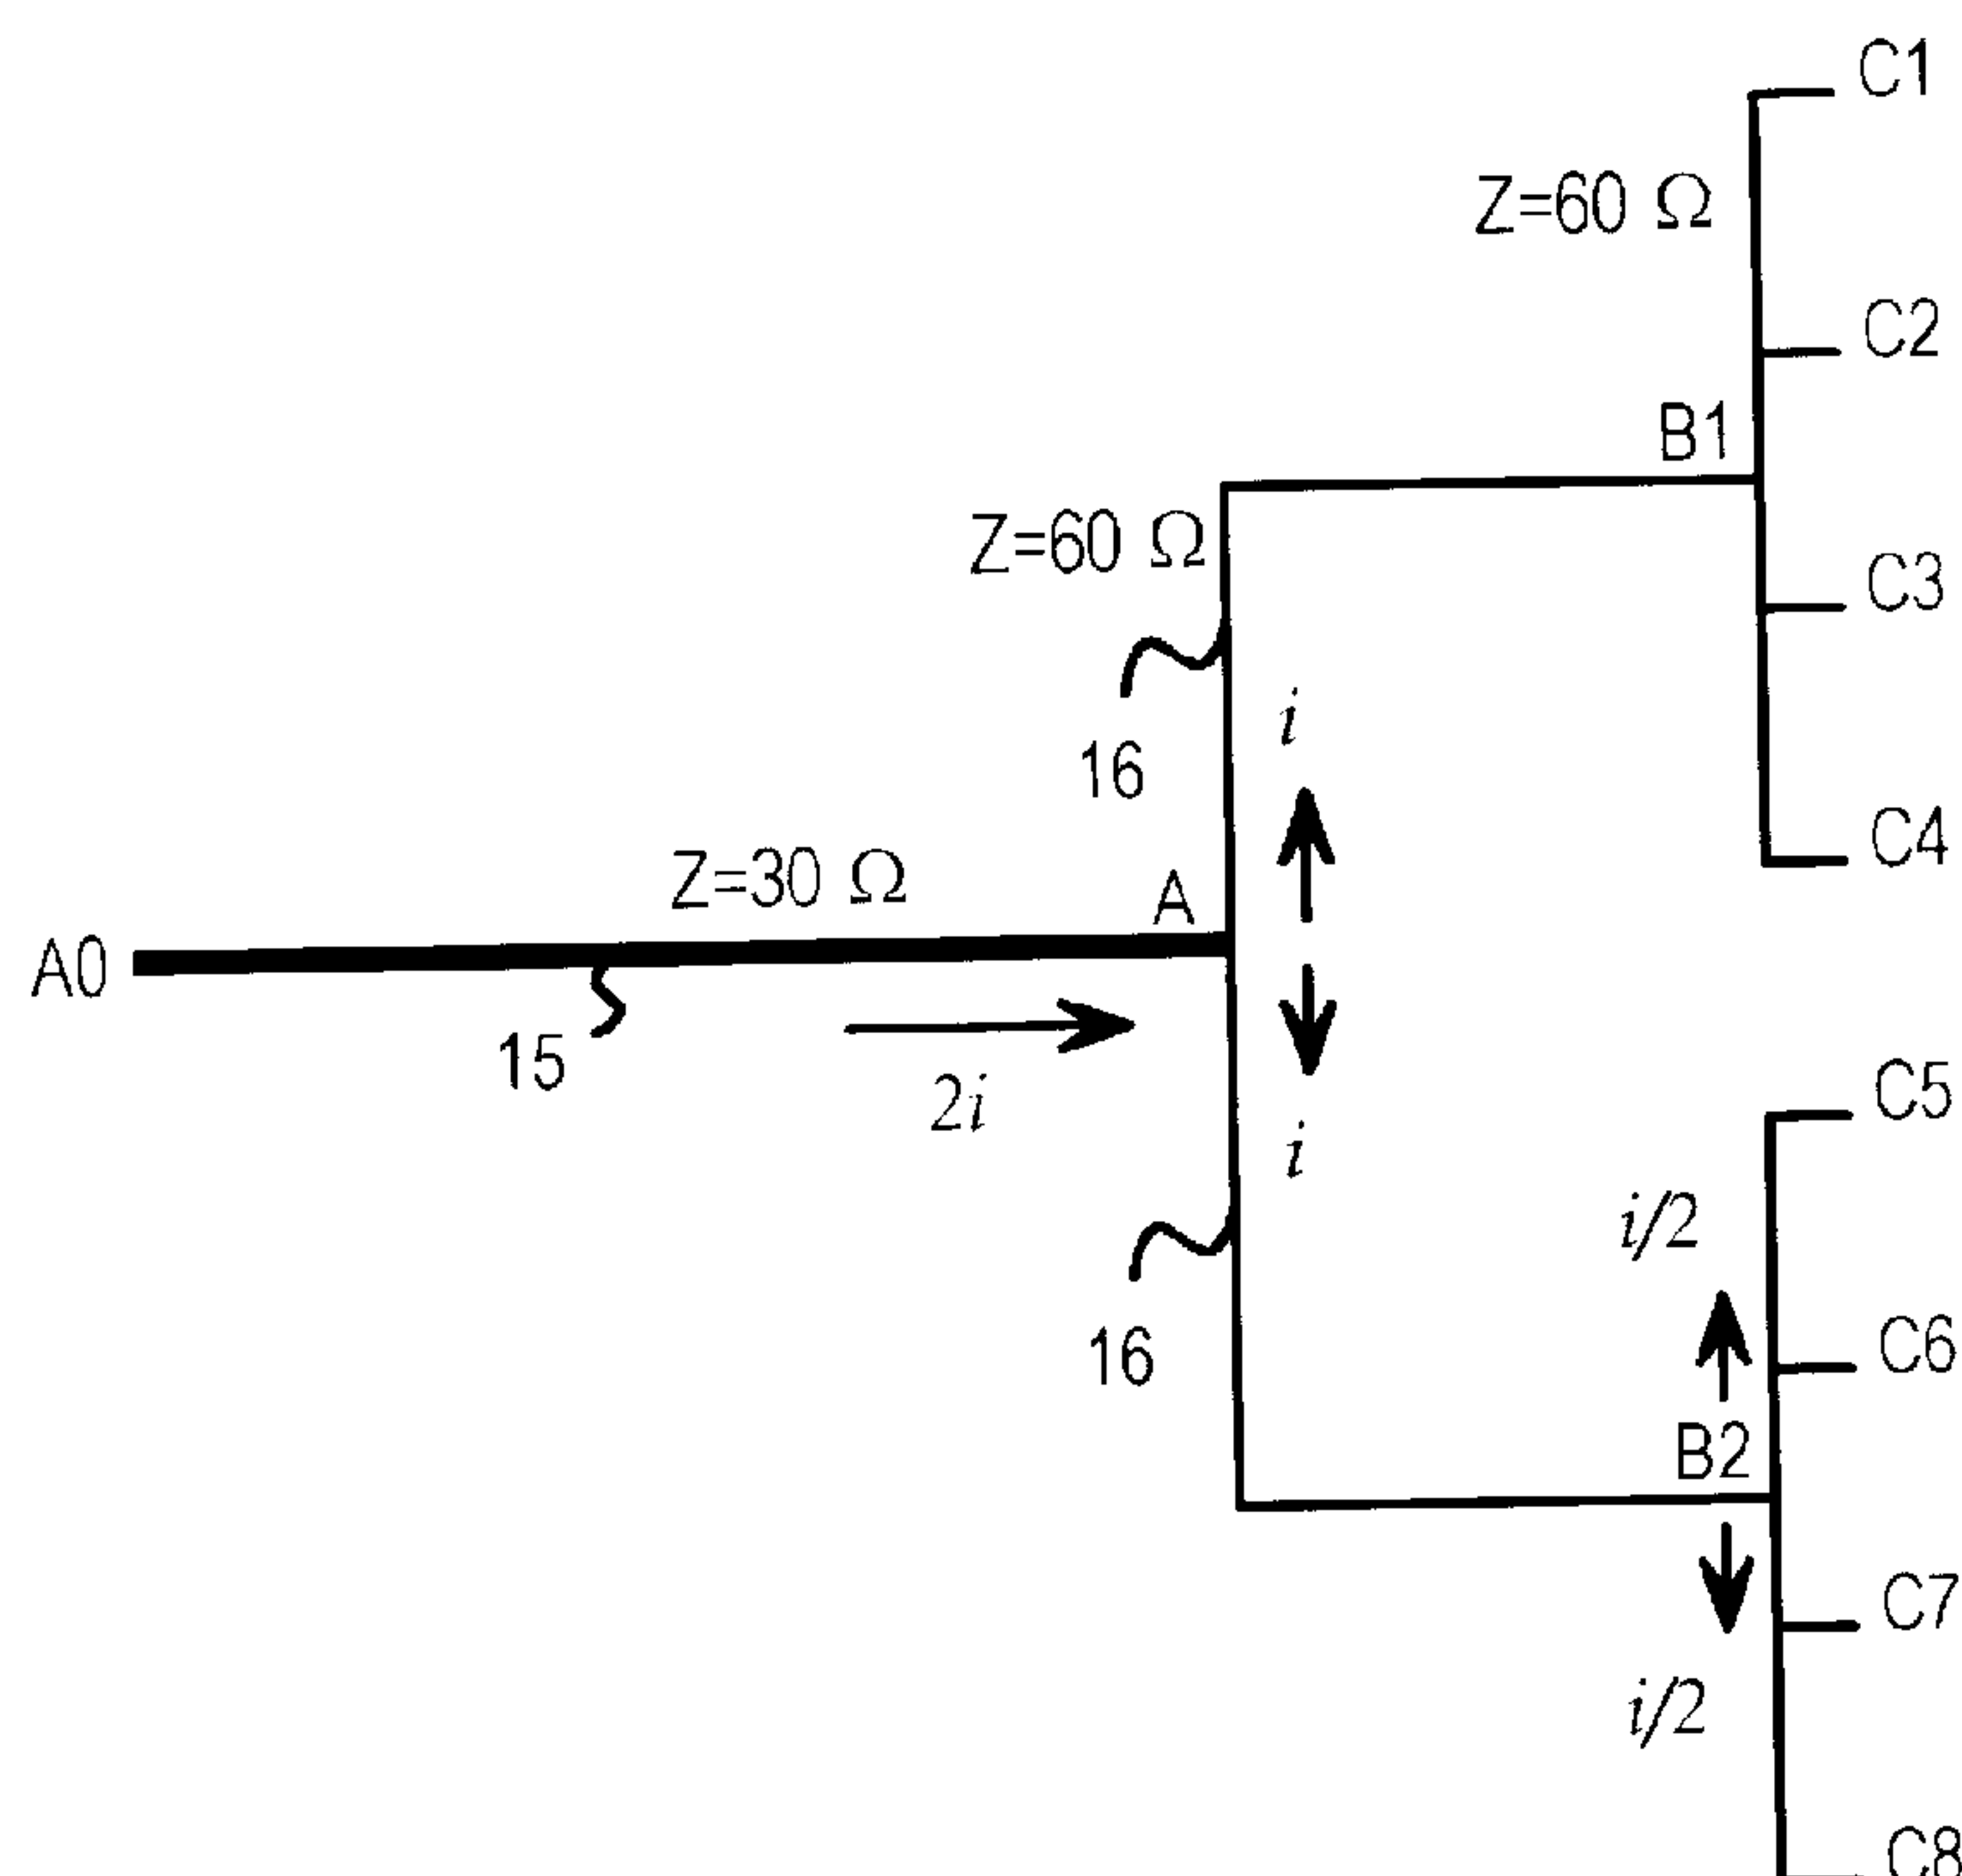 C1
Z=60 Ω
C2
B1
Z=60 Ω
C3
i
16
C4
Z=30 Ω
A
A0
15
2i
C5
i
i/2
16
C6
B2
C7
i/2
C8